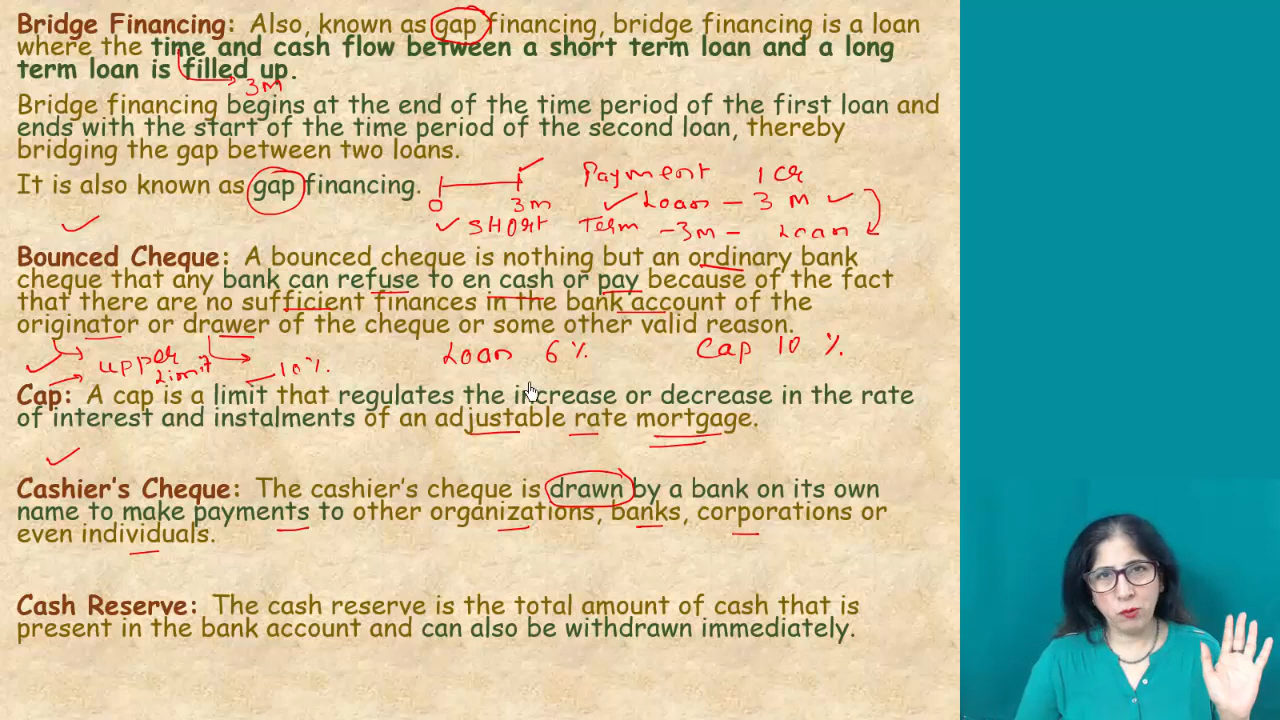 Bridge Financing: Also, known as gap financing, bridge financing is a loan
where the time and cash flow between a short term loan and a long
term loan is filled up.
3M
Bridge financing begins at the end of the time period of the first loan and
ends with the start of the time period of the second loan, thereby
bridging the gap between two loans.
It is also known as gap financing.
Payment 1 CR
0 3m Loan - 3 M
SHORT Term -3M- Loan
Bounced Cheque: A bounced cheque is nothing but an ordinary bank
cheque that any bank can refuse to en cash or pay because of the fact
that there are no sufficient finances in the bank account of the
originator or drawer of the cheque or some other valid reason.
upper Limit 10%. Loan 6% Cap 10 %
Cap: A cap is a limit that regulates the increase or decrease in the rate
of interest and instalments of an adjustable rate mortgage.
Cashier's Cheque: The cashier's cheque is drawn by a bank on its own
name to make payments to other organizations, banks, corporations or
even individuals.
Cash Reserve: The cash reserve is the total amount of cash that is
present in the bank account and can also be withdrawn immediately.